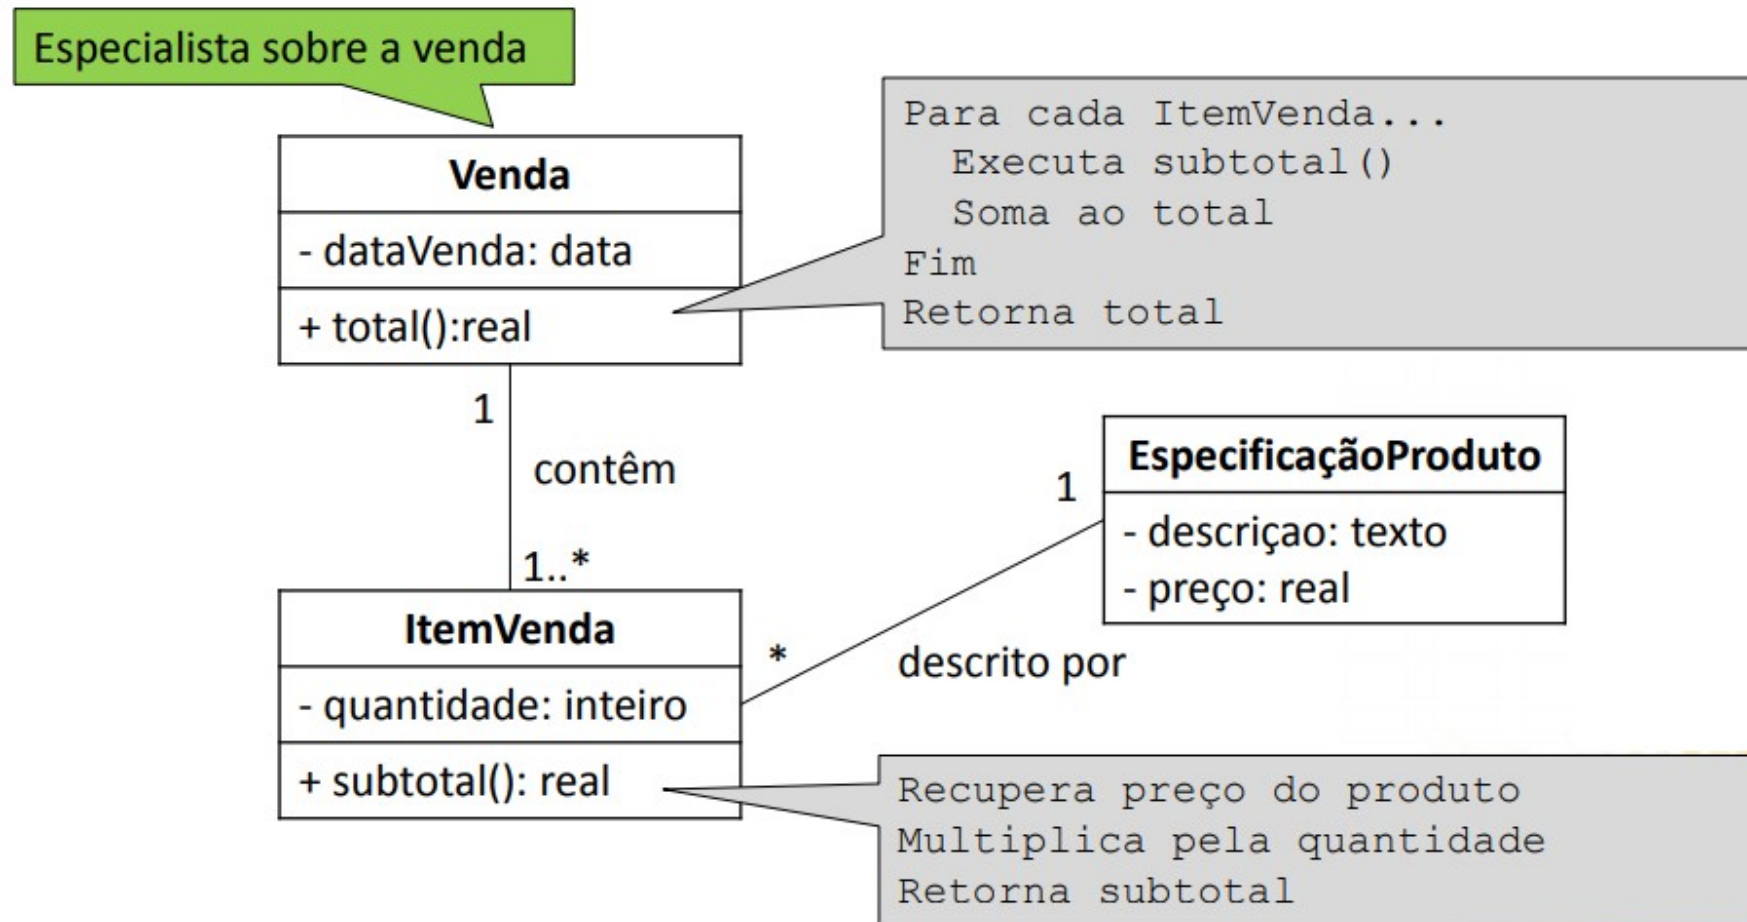 Especialista sobre a venda
Venda
- dataVenda: data
+ total():real
Para cada ItemVenda...
Executa subtotal()
Soma ao total
Fim
Retorna total
1
contêm
1..*
EspecificaçãoProduto
- descriçao: texto
- preço: real
1
*
descrito por
ItemVenda
- quantidade: inteiro
+ subtotal(): real
Recupera preço do produto
Multiplica pela quantidade
Retorna subtotal